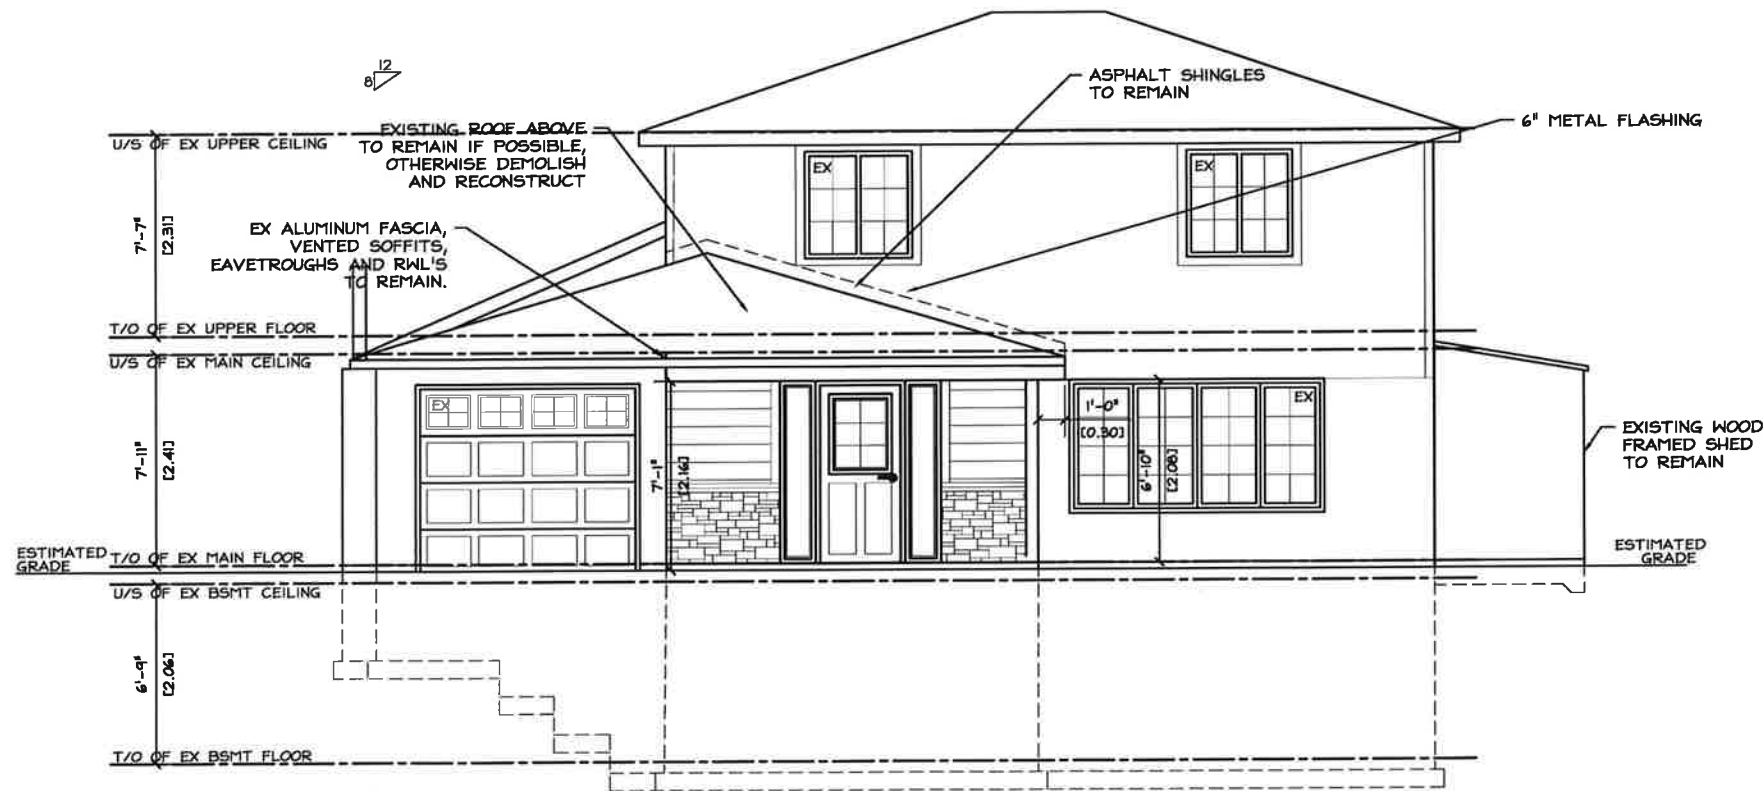 12
8
ASPHALT SHINGLES
TO REMAIN
6" METAL FLASHING
EXISTING ROOF ABOVE
TO REMAIN IF POSSIBLE,
OTHERWISE DEMOLISH
AND RECONSTRUCT
U/S OF EX UPPER CEILING
EX
EX
7'-7"
[2.31]
EX ALUMINUM FASCIA,
VENTED SOFFITS,
EAVETROUGHS AND RWL'S
TO REMAIN.
T/O OF EX UPPER FLOOR
U/S OF EX MAIN CEILING
EX
EX
1'-0"
[0.30]
7'-11"
[2.41]
7'-1"
[2.16]
6'-10"
[2.08]
EXISTING WOOD
FRAMED SHED
TO REMAIN
ESTIMATED
GRADE
T/O OF EX MAIN FLOOR
ESTIMATED
GRADE
U/S OF EX BSMT CEILING
6'-9"
[2.06]
T/O OF EX BSMT FLOOR